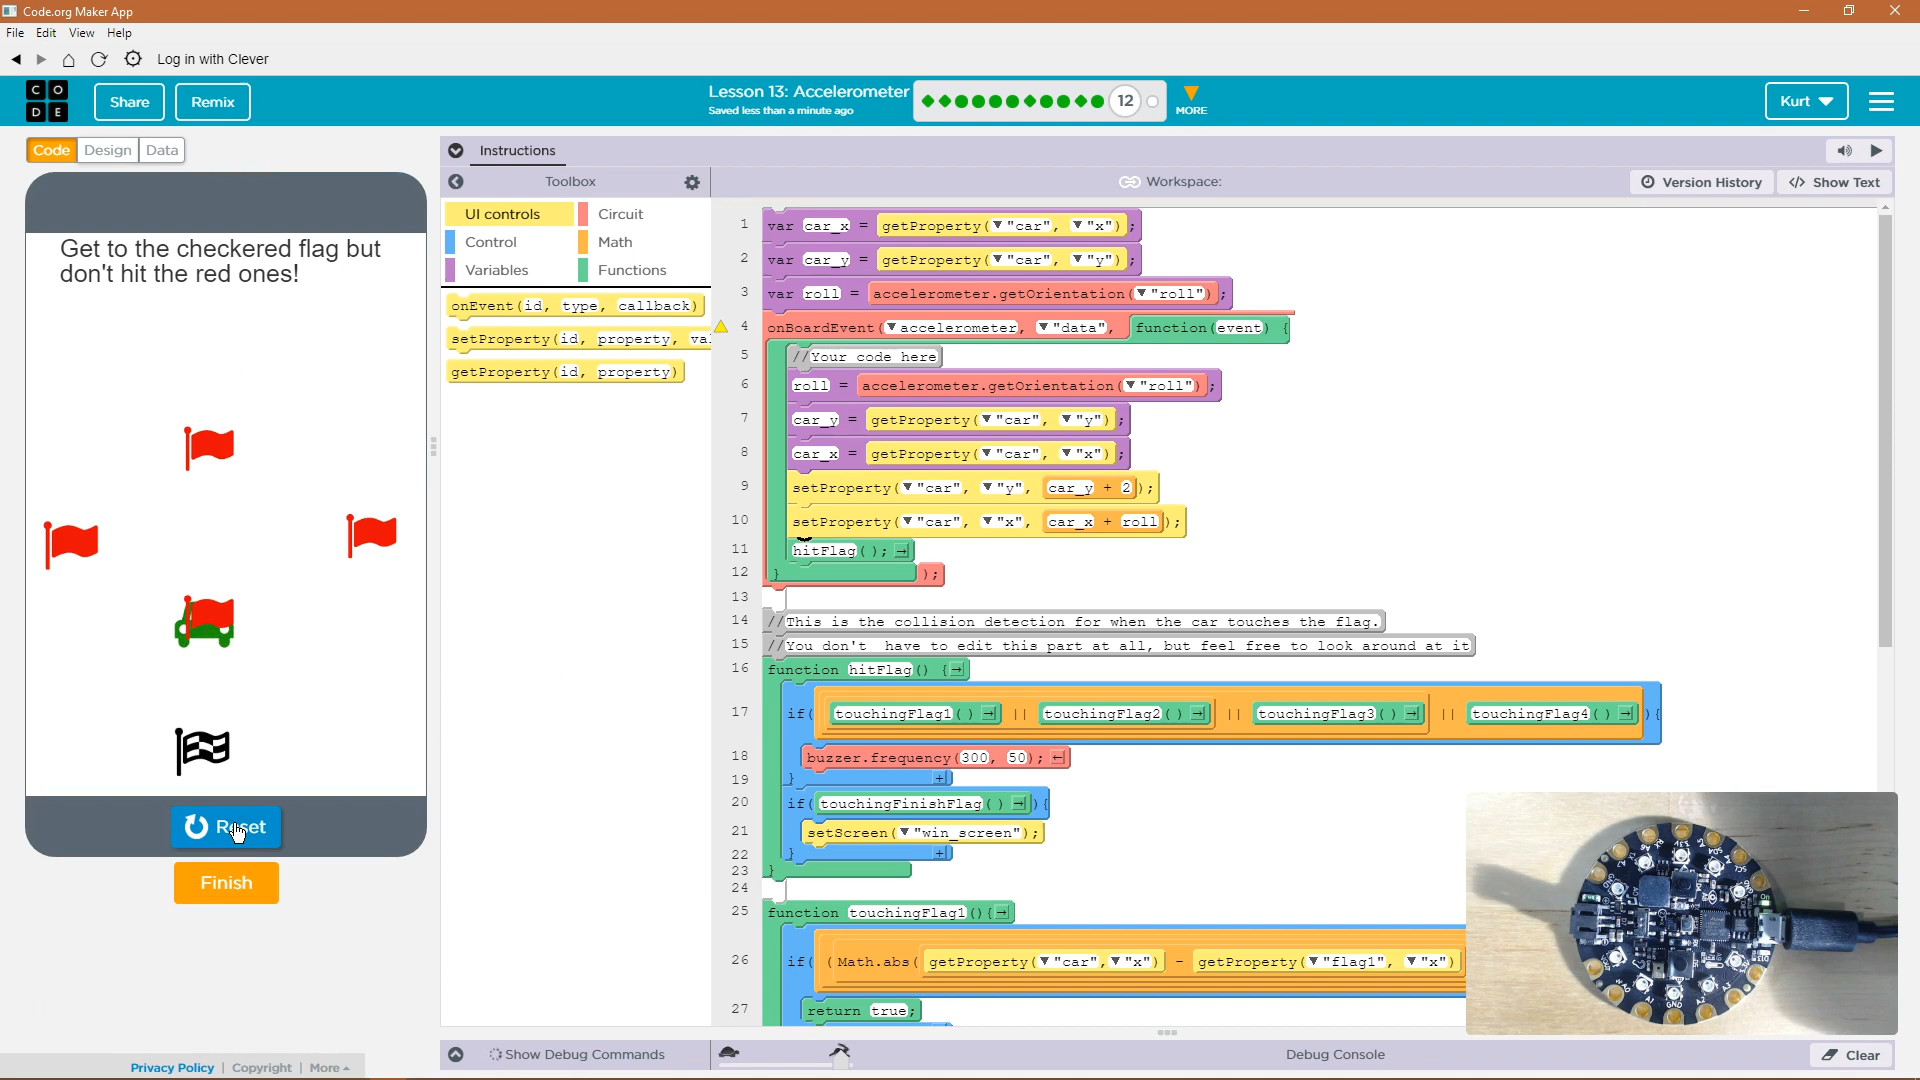 Code.org Maker App
File Edit View Help
Log in with Clever
C O D E
Share
Remix
Lesson 13: Accelerometer
Saved less than a minute ago
12
MORE
Kurt
Code Design Data
Get to the checkered flag but
don't hit the red ones!
Reset
Finish
Privacy Policy | Copyright | More
Instructions
Toolbox
Workspace:
Version History
</> Show Text
UI controls Circuit
Control Math
Variables Functions
onEvent(id, type, callback)
setProperty(id, property, va
getProperty(id, property)
1 var car_x = getProperty("car", "x");
2 var car_y = getProperty("car", "y");
3 var roll = accelerometer.getOrientation("roll");
4 onBoardEvent(accelerometer, "data", function(event) {
5 //Your code here
6 roll = accelerometer.getOrientation("roll");
7 car_y = getProperty("car", "y");
8 car_x = getProperty("car", "x");
9 setProperty("car", "y", car_y + 2);
10 setProperty("car", "x", car_x + roll);
11 hitFlag();
12 } );
13
14 //This is the collision detection for when the car touches the flag.
15 //You don't  have to edit this part at all, but feel free to look around at it
16 function hitFlag() {
17 if( touchingFlag1() || touchingFlag2() || touchingFlag3() || touchingFlag4() ){
18 buzzer.frequency(300, 50);
19 }
20 if( touchingFinishFlag() ){
21 setScreen("win_screen");
22 }
23 }
24
25 function touchingFlag1(){
26 if( (Math.abs( getProperty("car","x") - getProperty("flag1", "x")
27 return true;
Show Debug Commands
Debug Console
Clear